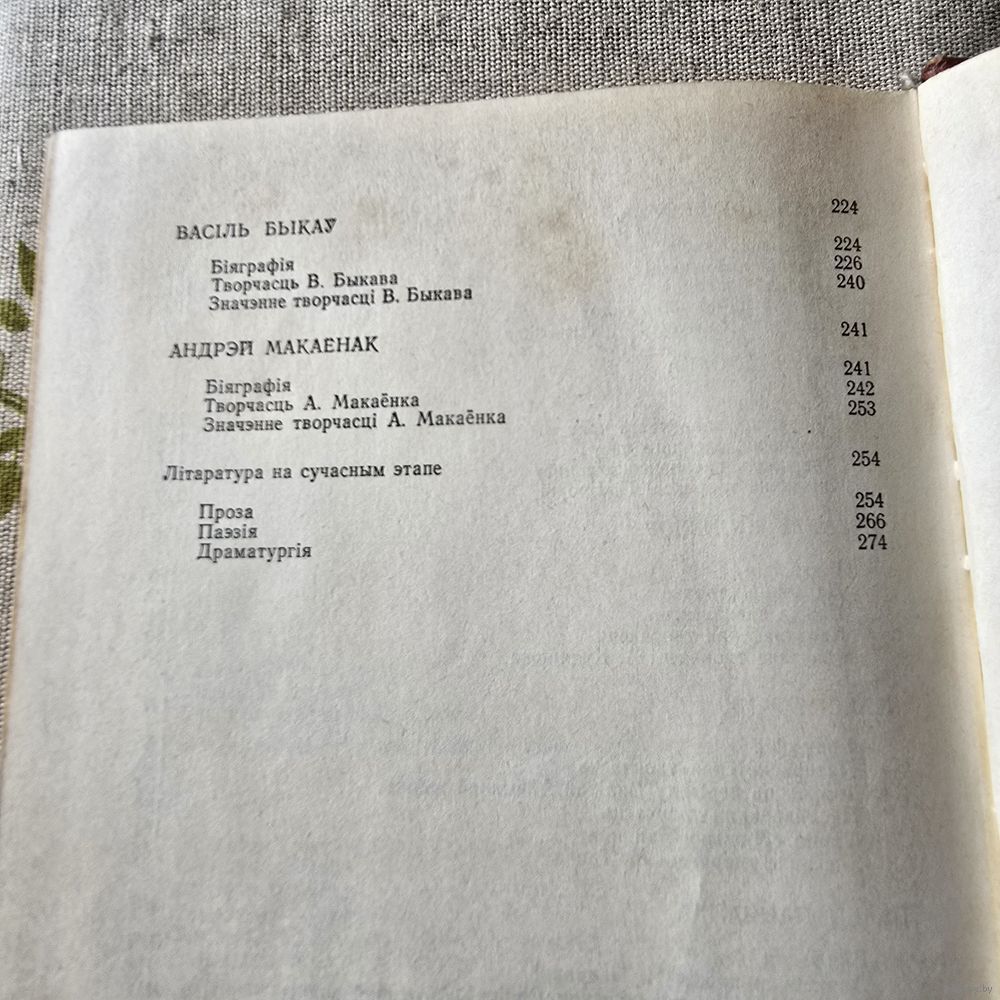 ВАСІЛЬ БЫКАЎ 224
Біяграфія 224
Творчасць В. Быкава 226
Значэнне творчасці В. Быкава 240
АНДРЭЙ МАКАЁНАК 241
Біяграфія 241
Творчасць А. Макаёнка 242
Значэнне творчасці А. Макаёнка 253
Літаратура на сучасным этапе 254
Проза 254
Паэзія 266
Драматургія 274